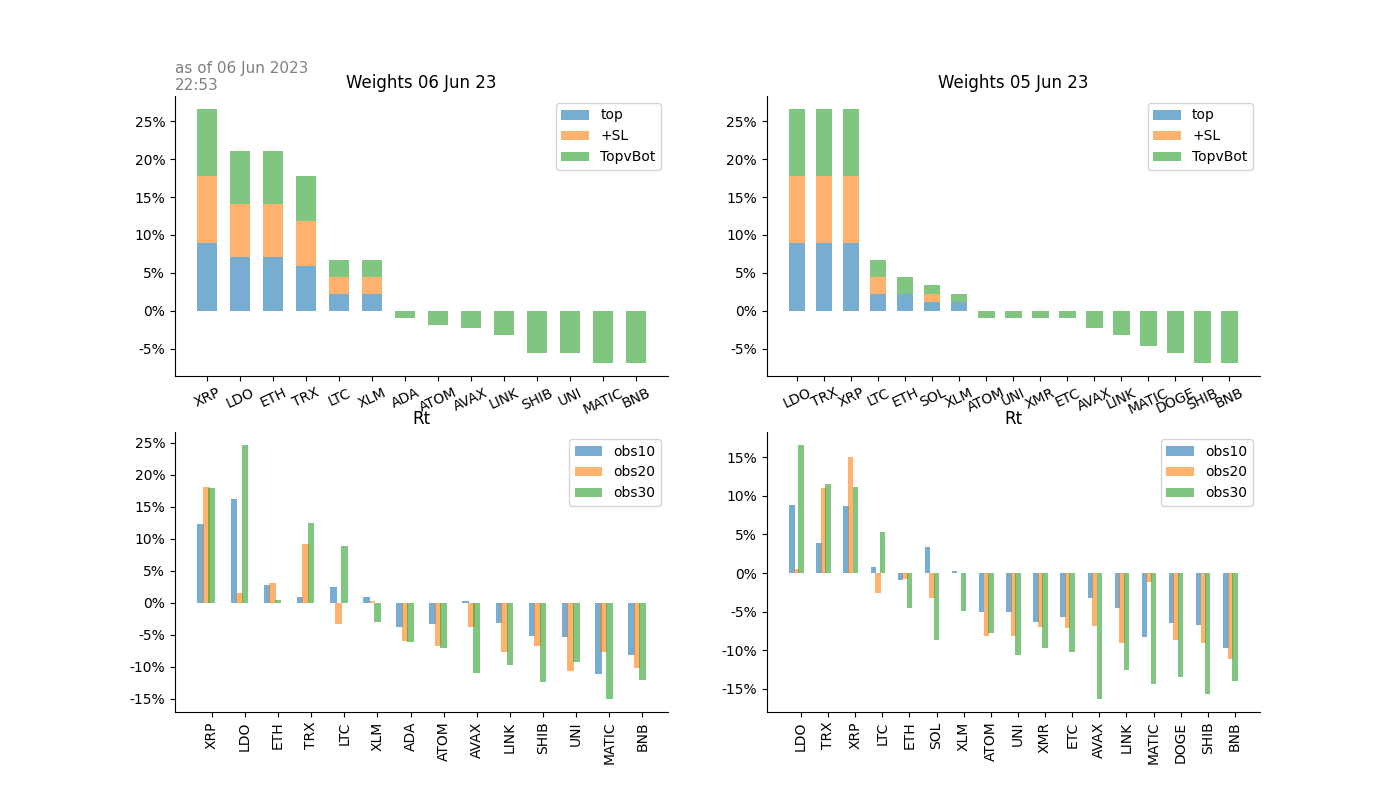 as of 06 Jun 2023
22:53
Weights 06 Jun 23
25%
20%
15%
10%
5%
0%
-5%
top
+SL
TopvBot
XRP LDO ETH TRX LTC XLM ADA ATOM AVAX LINK SHIB UNI MATIC BNB
Weights 05 Jun 23
25%
20%
15%
10%
5%
0%
-5%
top
+SL
TopvBot
LDO TRX XRP LTC ETH SOL XLM ATOM UNI XMR ETC AVAX LINK MATIC DOGE SHIB BNB
Rt
25%
20%
15%
10%
5%
0%
-5%
-10%
-15%
obs10
obs20
obs30
XRP LDO ETH TRX LTC XLM ADA ATOM AVAX LINK SHIB UNI MATIC BNB
Rt
15%
10%
5%
0%
-5%
-10%
-15%
obs10
obs20
obs30
LDO TRX XRP LTC ETH SOL XLM ATOM UNI XMR ETC AVAX LINK MATIC DOGE SHIB BNB